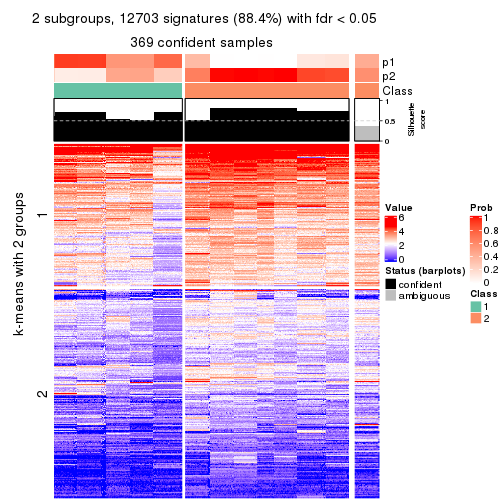 2 subgroups, 12703 signatures (88.4%) with fdr < 0.05
369 confident samples
p1
p2
Class
1
0.5
0
Silhouette
score
k-means with 2 groups
1
2
Value
6
4
2
0
Status (barplots)
confident
ambiguous
Prob
1
0.8
0.6
0.4
0.2
0
Class
1
2